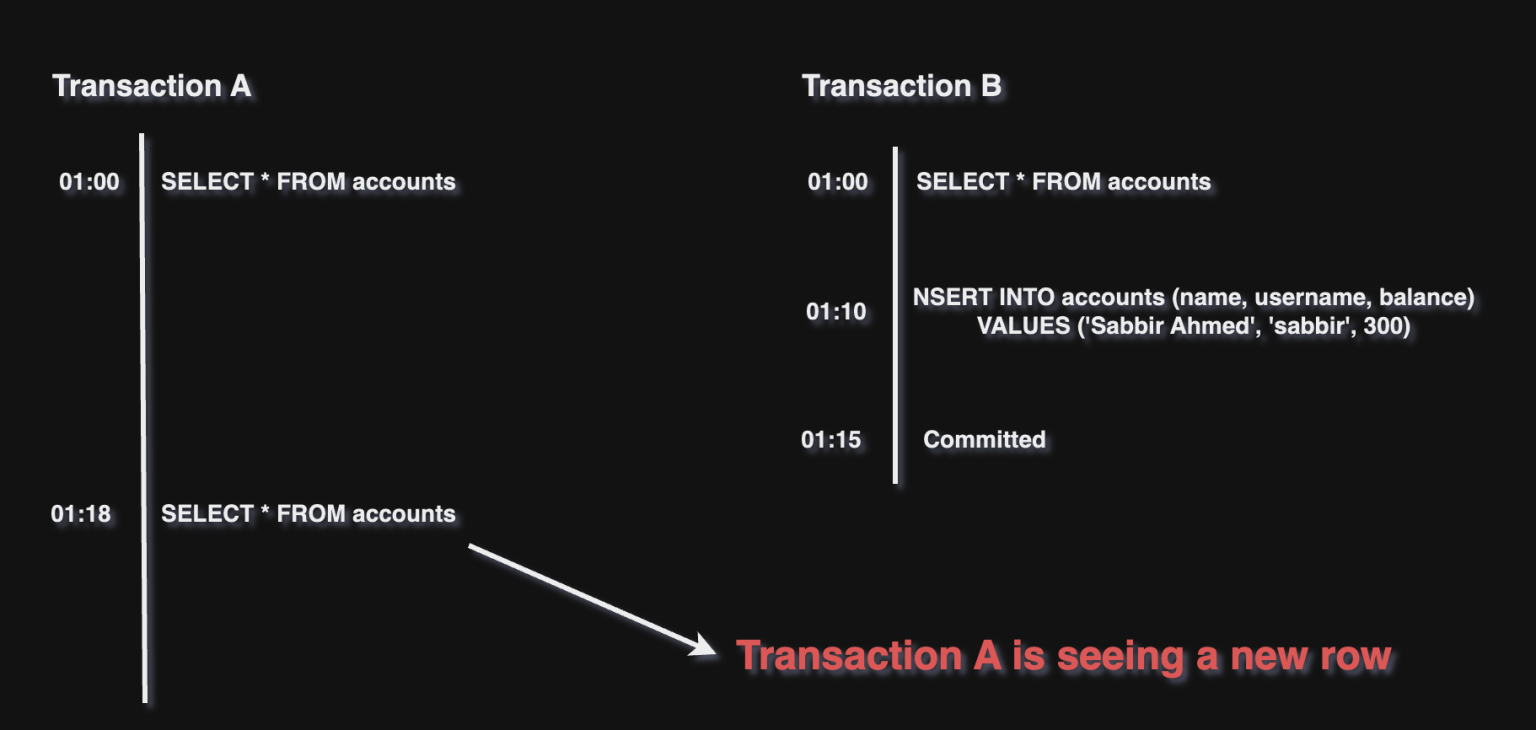 Transaction A
Transaction B
01:00
SELECT * FROM accounts
01:00
SELECT * FROM accounts
01:10
NSERT INTO accounts (name, username, balance)
VALUES ('Sabbir Ahmed', 'sabbir', 300)
01:15
Committed
01:18
SELECT * FROM accounts
Transaction A is seeing a new row